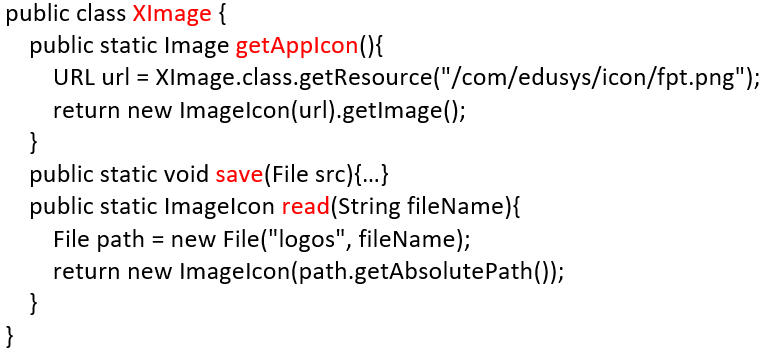 public class XImage {
public static Image getAppIcon(){
URL url = XImage.class.getResource("/com/edusys/icon/fpt.png");
return new ImageIcon(url).getImage();
}
public static void save(File src){…}
public static ImageIcon read(String fileName){
File path = new File("logos", fileName);
return new ImageIcon(path.getAbsolutePath());
}
}